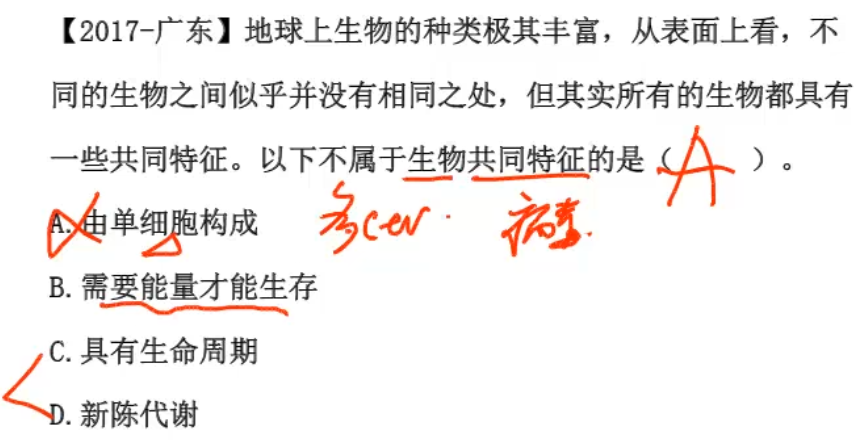 【2017-广东】地球上生物的种类极其丰富，从表面上看，不
同的生物之间似乎并没有相同之处，但其实所有的生物都具有
一些共同特征。以下不属于生物共同特征的是（ A ）。
A.由单细胞构成 多cell. 病毒.
B.需要能量才能生存
C.具有生命周期
D.新陈代谢